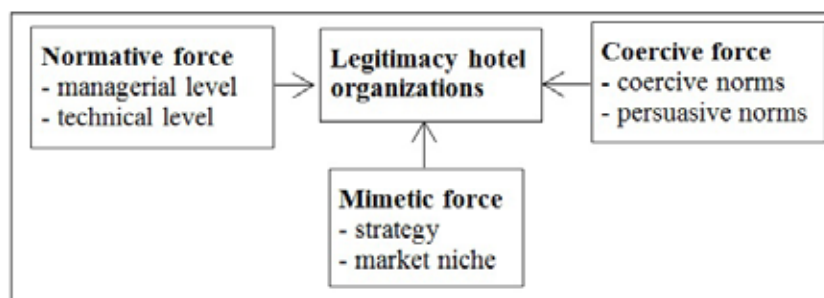 Normative force
- managerial level
- technical level
Legitimacy hotel
organizations
Coercive force
- coercive norms
- persuasive norms
Mimetic force
- strategy
- market niche